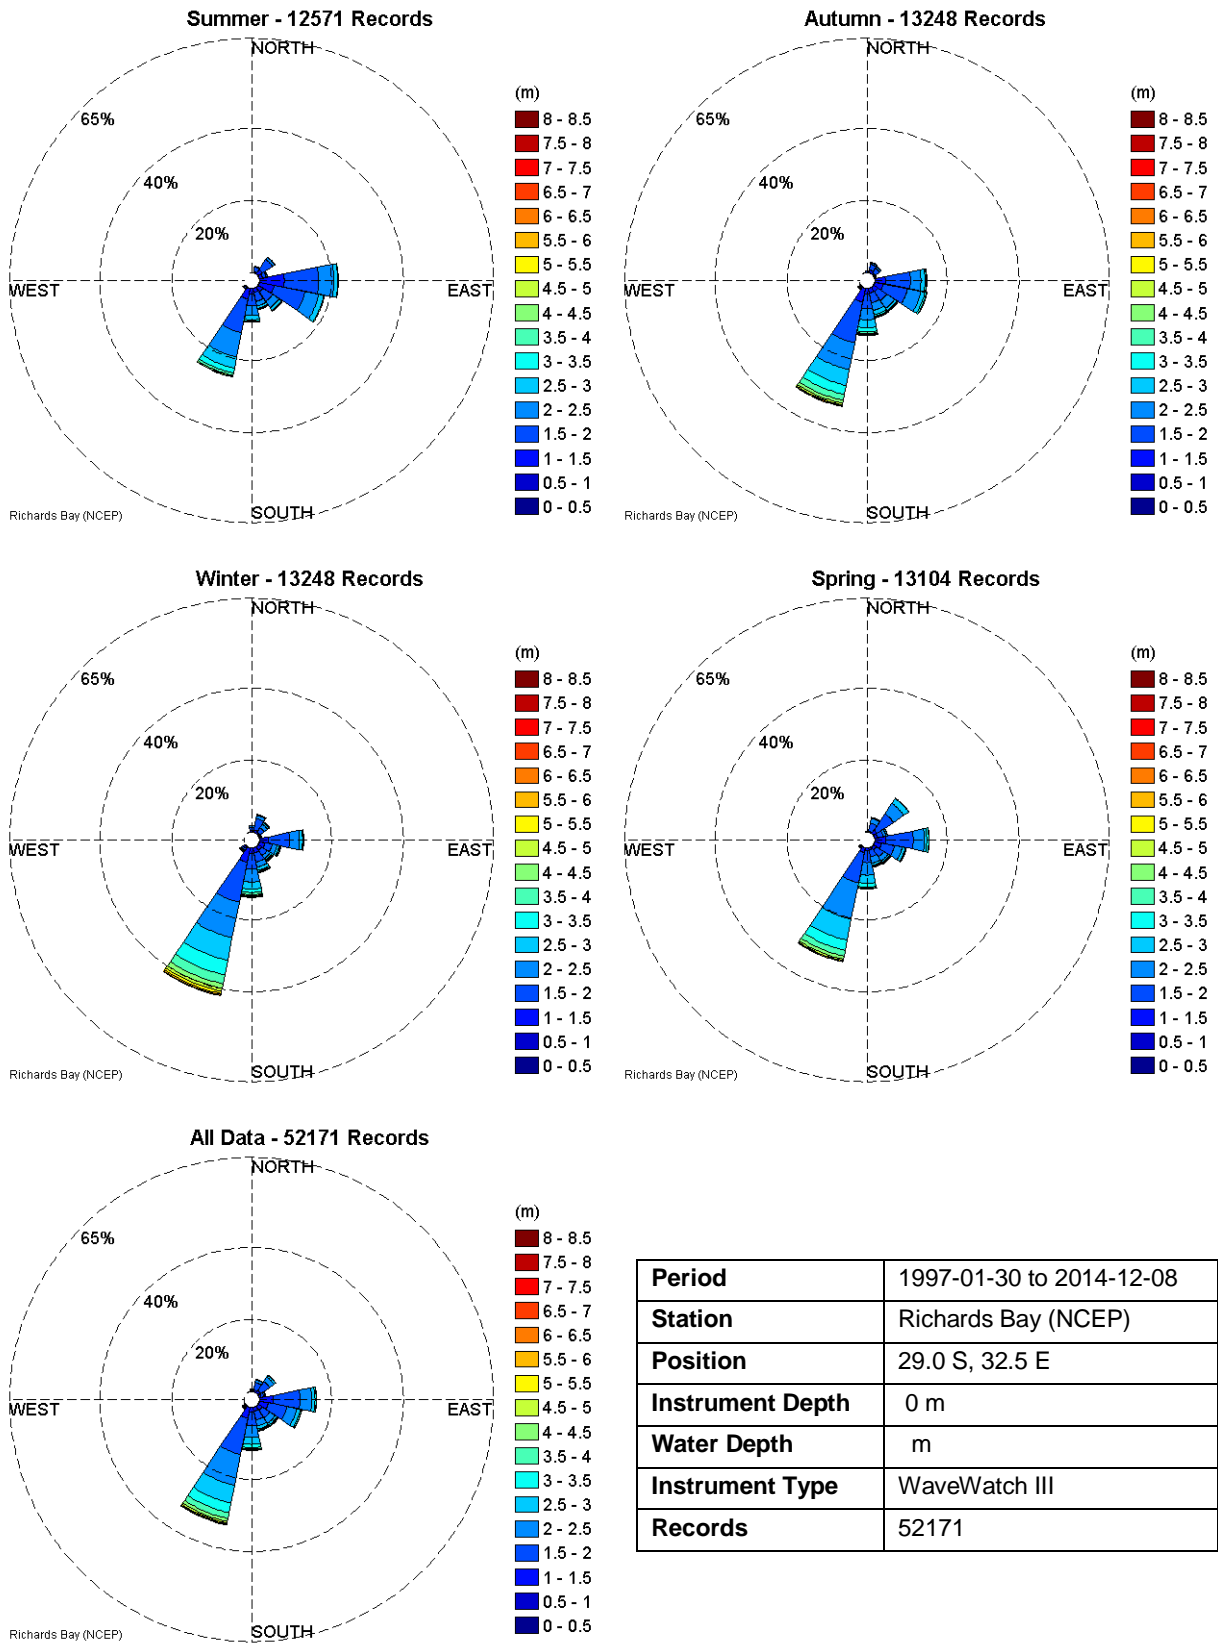 Summer - 12571 Records
NORTH
65%
40%
20%
WEST
EAST
SOUTH
Richards Bay (NCEP)
(m)
8 - 8.5
7.5 - 8
7 - 7.5
6.5 - 7
6 - 6.5
5.5 - 6
5 - 5.5
4.5 - 5
4 - 4.5
3.5 - 4
3 - 3.5
2.5 - 3
2 - 2.5
1.5 - 2
1 - 1.5
0.5 - 1
0 - 0.5
Autumn - 13248 Records
NORTH
65%
40%
20%
WEST
EAST
SOUTH
Richards Bay (NCEP)
(m)
8 - 8.5
7.5 - 8
7 - 7.5
6.5 - 7
6 - 6.5
5.5 - 6
5 - 5.5
4.5 - 5
4 - 4.5
3.5 - 4
3 - 3.5
2.5 - 3
2 - 2.5
1.5 - 2
1 - 1.5
0.5 - 1
0 - 0.5
Winter - 13248 Records
NORTH
65%
40%
20%
WEST
EAST
SOUTH
Richards Bay (NCEP)
(m)
8 - 8.5
7.5 - 8
7 - 7.5
6.5 - 7
6 - 6.5
5.5 - 6
5 - 5.5
4.5 - 5
4 - 4.5
3.5 - 4
3 - 3.5
2.5 - 3
2 - 2.5
1.5 - 2
1 - 1.5
0.5 - 1
0 - 0.5
Spring - 13104 Records
NORTH
65%
40%
20%
WEST
EAST
SOUTH
Richards Bay (NCEP)
(m)
8 - 8.5
7.5 - 8
7 - 7.5
6.5 - 7
6 - 6.5
5.5 - 6
5 - 5.5
4.5 - 5
4 - 4.5
3.5 - 4
3 - 3.5
2.5 - 3
2 - 2.5
1.5 - 2
1 - 1.5
0.5 - 1
0 - 0.5
All Data - 52171 Records
NORTH
65%
40%
20%
WEST
EAST
SOUTH
Richards Bay (NCEP)
(m)
8 - 8.5
7.5 - 8
7 - 7.5
6.5 - 7
6 - 6.5
5.5 - 6
5 - 5.5
4.5 - 5
4 - 4.5
3.5 - 4
3 - 3.5
2.5 - 3
2 - 2.5
1.5 - 2
1 - 1.5
0.5 - 1
0 - 0.5
Period 1997-01-30 to 2014-12-08
Station Richards Bay (NCEP)
Position 29.0 S, 32.5 E
Instrument Depth 0 m
Water Depth m
Instrument Type WaveWatch III
Records 52171